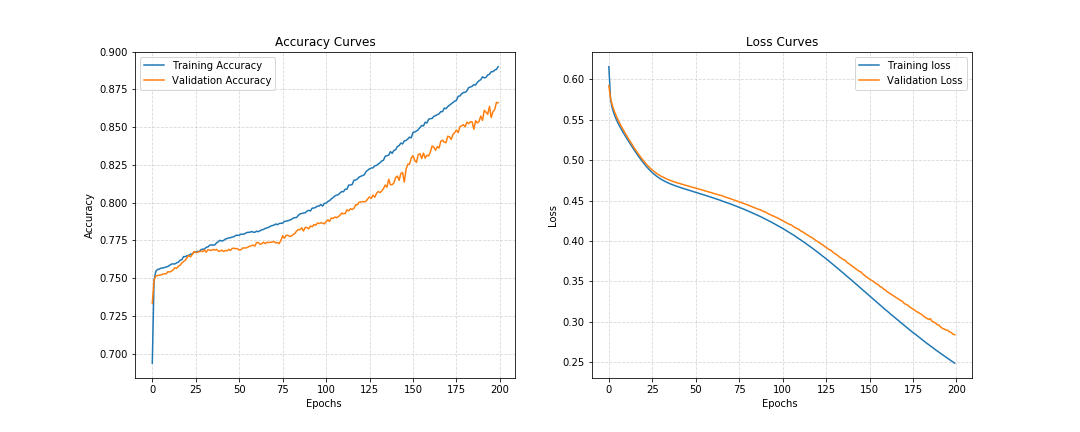 Accuracy Curves
Training Accuracy
Validation Accuracy
Accuracy
0.900
0.875
0.850
0.825
0.800
0.775
0.750
0.725
0.700
0 25 50 75 100 125 150 175 200
Epochs
Loss Curves
Training loss
Validation Loss
Loss
0.60
0.55
0.50
0.45
0.40
0.35
0.30
0.25
0 25 50 75 100 125 150 175 200
Epochs